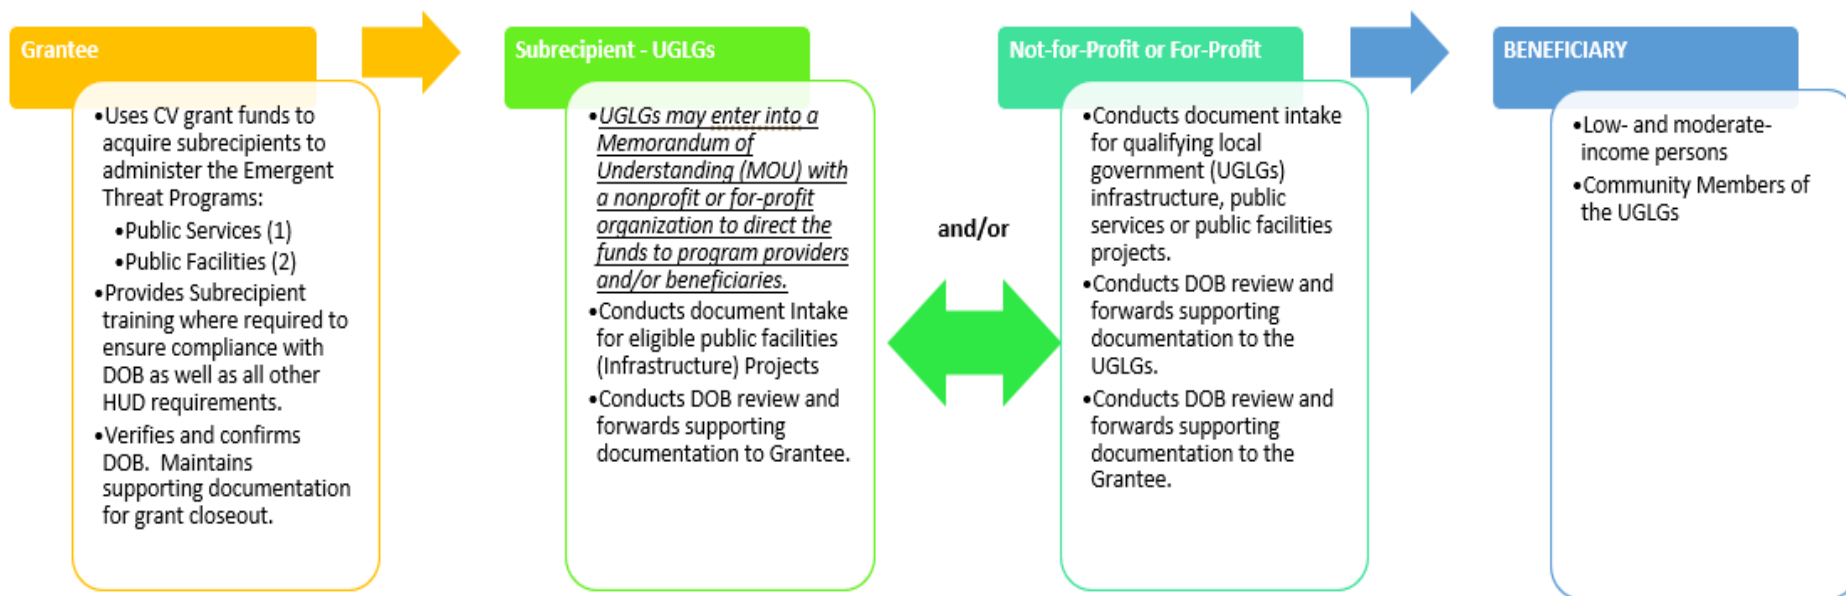 Grantee
•Uses CV grant funds to
acquire subrecipients to
administer the Emergent
Threat Programs:
•Public Services (1)
•Public Facilities (2)
•Provides Subrecipient
training where required to
ensure compliance with
DOB as well as all other
HUD requirements.
•Verifies and confirms
DOB. Maintains
supporting documentation
for grant closeout.
Subrecipient - UGLGs
•UGLGs may enter into a
Memorandum of
Understanding (MOU) with
a nonprofit or for-profit
organization to direct the
funds to program providers
and/or beneficiaries.
•Conducts document Intake
for eligible public facilities
(Infrastructure) Projects
•Conducts DOB review and
forwards supporting
documentation to Grantee.
and/or
Not-for-Profit or For-Profit
•Conducts document intake
for qualifying local
government (UGLGs)
infrastructure, public
services or public facilities
projects.
•Conducts DOB review and
forwards supporting
documentation to the
UGLGs.
•Conducts DOB review and
forwards supporting
documentation to the
Grantee.
BENEFICIARY
•Low- and moderate-
income persons
•Community Members of
the UGLGs